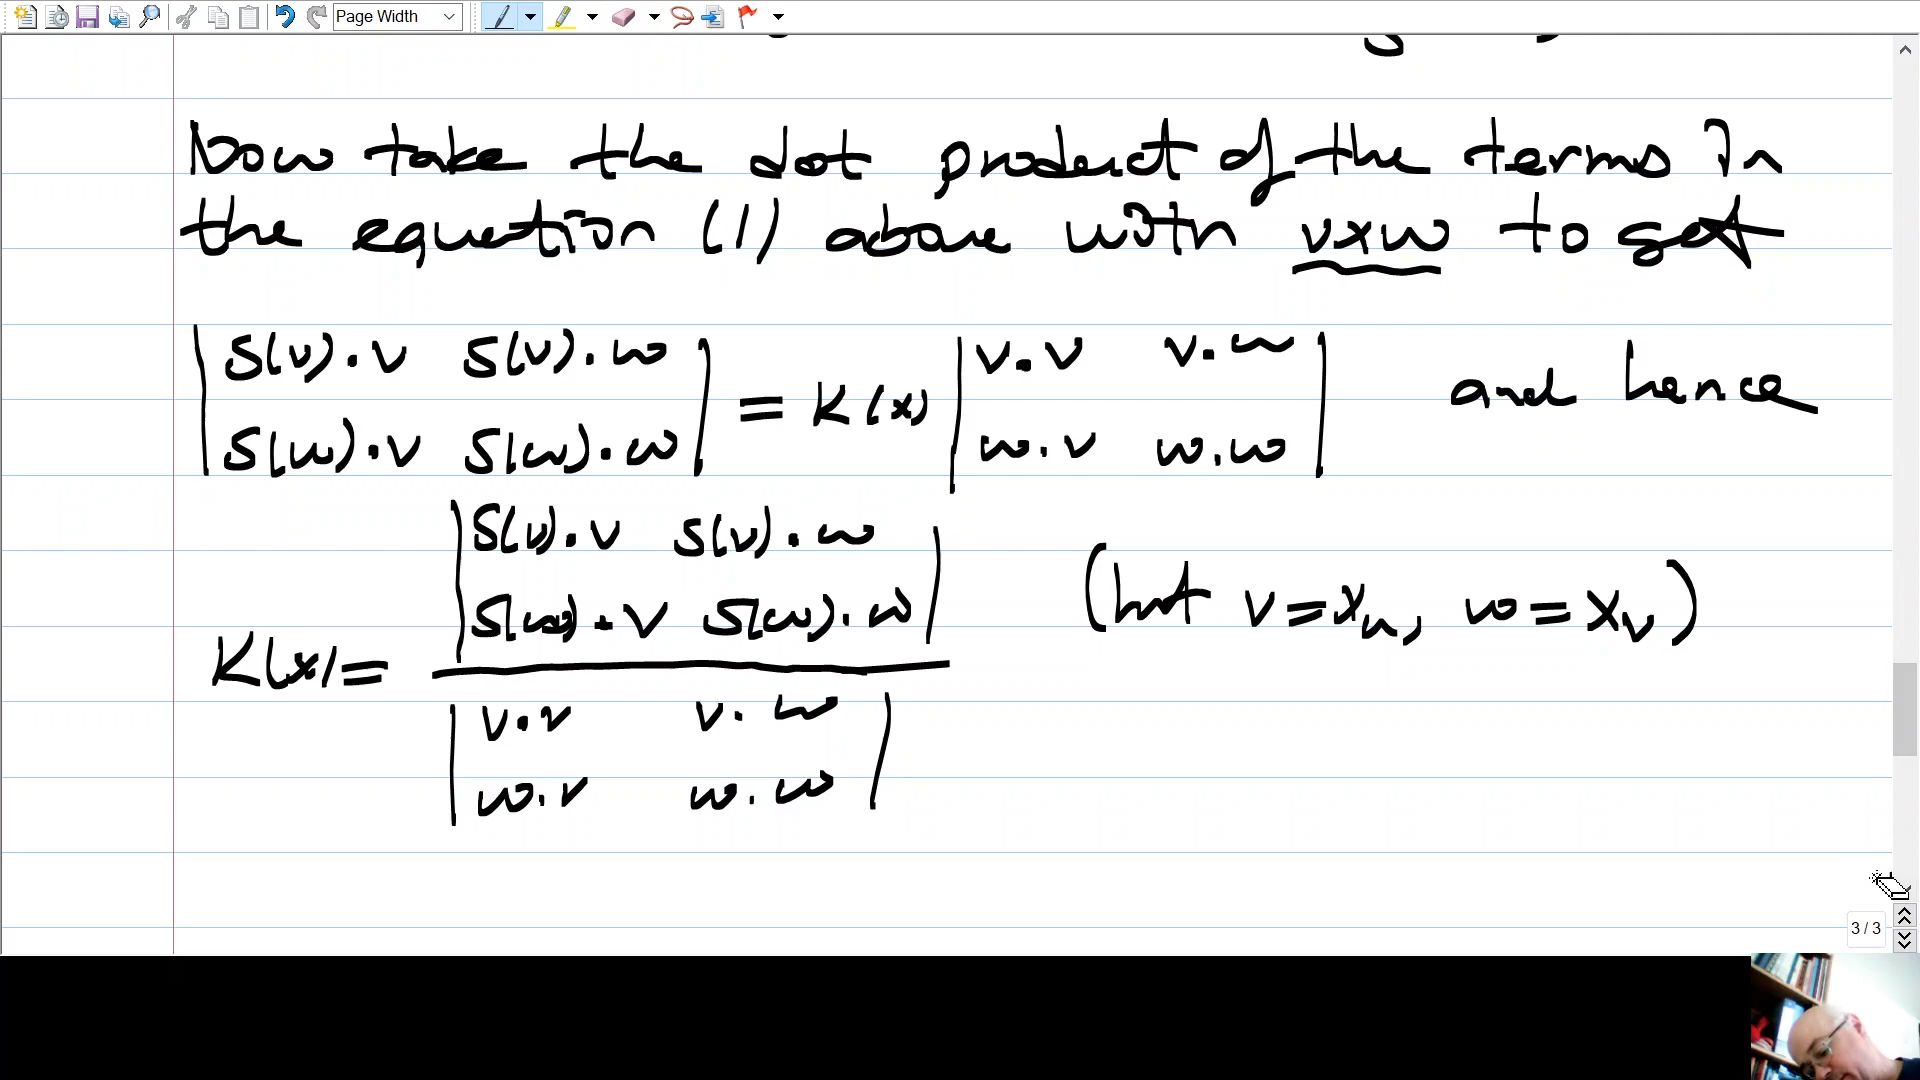 Page Width
Now take the dot product of the terms in
the equation (1) above with v×w to get
| S(v)·v S(v)·w | = K(x) | v·v v·w | and hence
| S(w)·v S(w)·w | | w·v w·w |
| S(v)·v S(v)·w |
| S(w)·v S(w)·w | (but v=x_u, w=x_v)
K(x)=
| v·v v·w |
| w·v w·w |
3 / 3